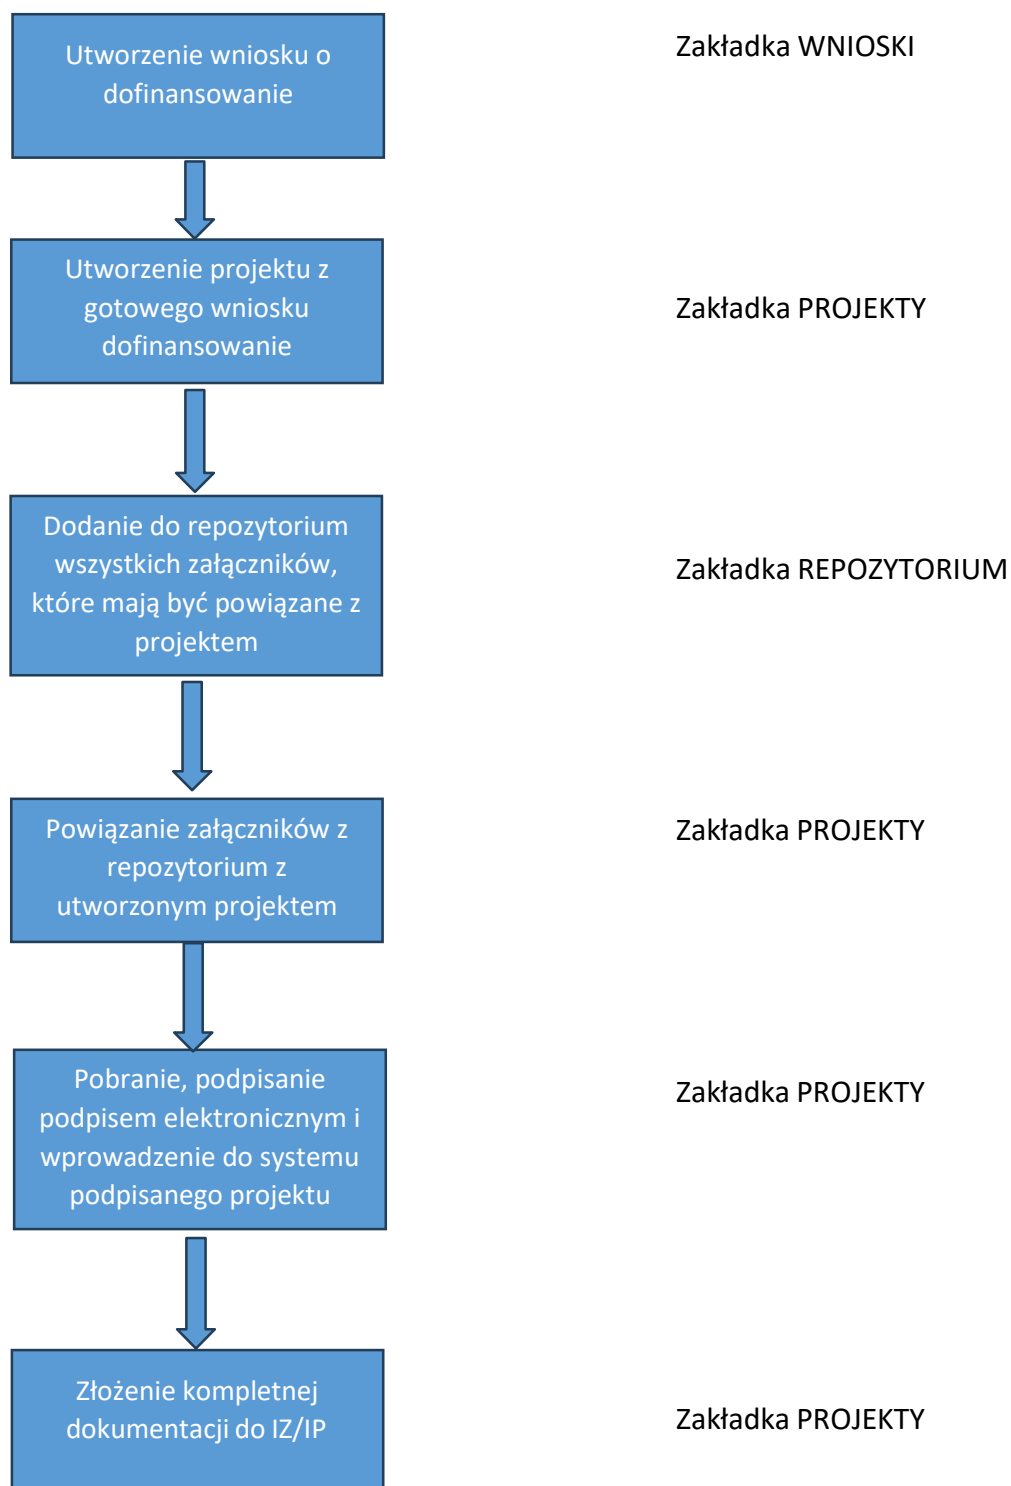 Utworzenie wniosku o
dofinansowanie
Zakładka WNIOSKI
Utworzenie projektu z
gotowego wniosku
dofinansowanie
Zakładka PROJEKTY
Dodanie do repozytorium
wszystkich załączników,
które mają być powiązane z
projektem
Zakładka REPOZYTORIUM
Powiązanie załączników z
repozytorium z
utworzonym projektem
Zakładka PROJEKTY
Pobranie, podpisanie
podpisem elektronicznym i
wprowadzenie do systemu
podpisanego projektu
Zakładka PROJEKTY
Złożenie kompletnej
dokumentacji do IZ/IP
Zakładka PROJEKTY